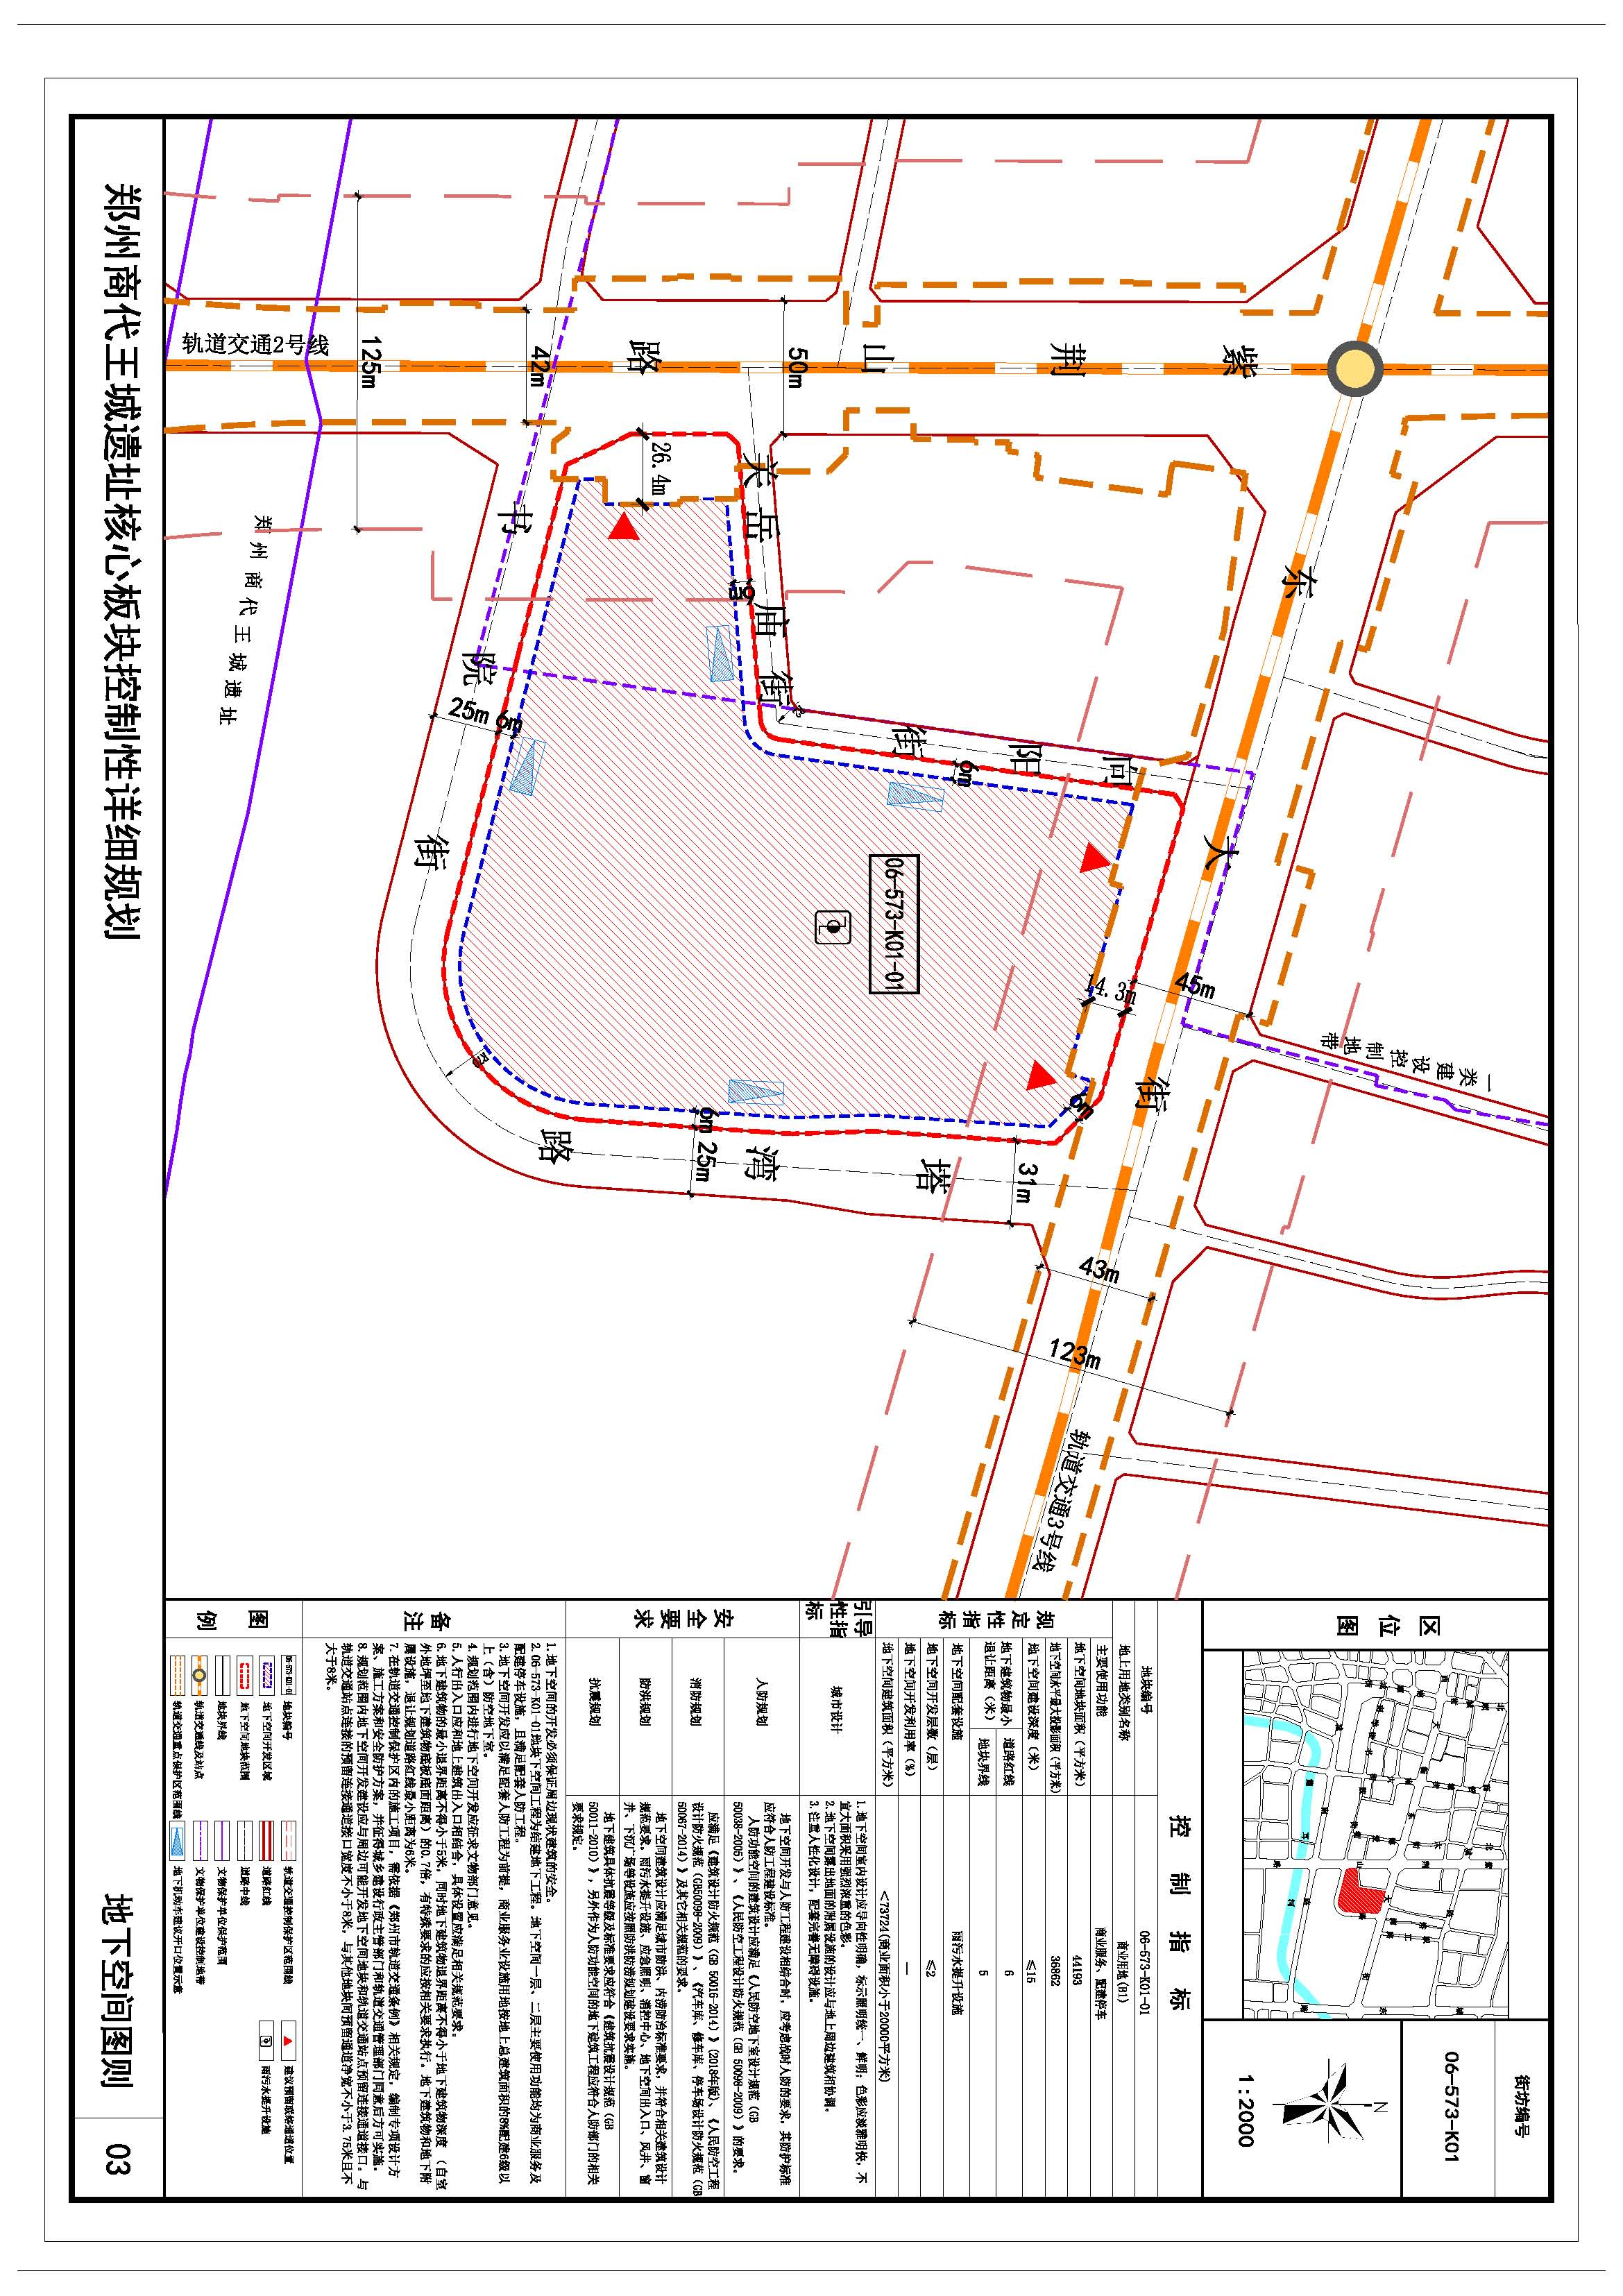 郑州商代王城遗址核心板块控制性详细规划
地下空间图则
03
区位图
街坊编号
06-573-K01
N
1:2000
控制指标
规定性指标
地块编号
06-573-K01-01
地上用地类别名称
商业用地(B1)
主要使用功能
商业服务、配建停车
地下空间地块面积（平方米）
44193
地下空间水平最大投影面积（平方米）
36862
地下空间建设深度（米）
≤15
地下建筑物最小退让距离（米）
道路红线
6
地块界线
5
地下空间配套设施
雨污水提升设施
地下空间开发层数（层）
≤2
地下空间开发利用率（%）
—
地下空间建筑面积（平方米）
<73724(商业面积小于20000平方米)
引导性指标
城市设计
1. 地下空间室内设计应导向性明确，标示照明统一、鲜明；色彩应淡雅明快，不
宜大面积采用强烈浓重的色彩。
2. 地下空间露出地面的附属设施的设计应与地上周边建筑相协调。
3. 注重人性化设计，配套完善无障碍设施。
安全要求
人防规划
地下空间开发与人防工程建设相结合时，应考虑战时人防的要求，其防护标准
应符合人防工程建设标准。
人防功能空间的建筑设计应满足《人民防空地下室设计规范（GB
50038-2005）》、《人民防空工程设计防火规范（GB 50098-2009）》的要求。
消防规划
应满足《建筑设计防火规范（GB 50016-2014）》（2018年版）、《人民防空工程
设计防火规范（GB50098-2009）》、《汽车库、修车库、停车场设计防火规范（GB
50067-2014）》及其它相关规范的要求。
防洪规划
地下空间建筑设计应满足城市防洪、内涝防治标准要求，并符合相关建筑设计
规范要求，雨污水提升设施、应急照明、消控中心、地下空间出入口、风井、窗
井、下沉广场等设施应按照防洪防涝规划建设要求实施。
抗震规划
地下建筑具体抗震等级及标准要求应符合《建筑抗震设计规范（GB
50011-2010）》，另外作为人防功能空间的地下建筑工程应符合人防部门的相关
要求规定。
备注
1. 地下空间的开发必须保证周边现状建筑的安全。
2. 06-573-K01-01地块地下空间工程为结建地下工程。地下空间一层、二层主要使用功能均为商业服务及
配建停车设施，且满足配套人防工程。
3. 地下空间开发应以满足配套人防工程为前提，商业服务业设施用地按地上总建筑面积的8%配建6级以
上（含）防空地下室。
4. 规划范围内进行地下空间开发应征求文物部门意见。
5. 人行出入口应和地上建筑出入口相结合，具体设置应满足相关规范要求。
6. 地下建筑物的最小退界距离不得小于5米，同时地下建筑物退界距离不得小于地下建筑物深度（自室
外地坪至地下建筑物底板底面距离）的0.7倍，有特殊要求的应按相关要求执行。地下建筑物和地下附
属设施，退让规划道路红线最小距离为6米。
7. 在轨道交通控制保护区内的施工项目，需依据《郑州市轨道交通条例》相关规定，编制专项设计方
案、施工方案和安全防护方案，并征得城乡建设行政主管部门和轨道交通管理部门同意后方可实施。
8. 规划范围内地下空间开发建设应与周边可能开发地下空间地块和轨道交通站点预留连接通道接口。与
轨道交通站点连接的预留连接通道接口宽度不小于8米，与其他地块间预留通道净宽不小于3.75米且不
大于8米。
图例
地块编号
地下空间开发区域
地下空间地块范围
地块界线
轨道交通线及站点
轨道交通重点保护区范围线
轨道交通控制保护区范围线
道路红线
道路中线
文物保护单位保护范围
文物保护单位建设控制地带
地下机动车建议开口位置示意
建议预留联络通道位置
雨污水提升设施
轨道交通2号线
125m
42m
50m
紫荆山路
26.4m
关岳庙街
书院街
25m
6m
郑州商代王城遗址
向阳街
6m
06-573-K01-01
东大街
45m
14.3m
6m
一类建设控制地带
塔湾路
6m
25m
31m
43m
123m
轨道交通3号线